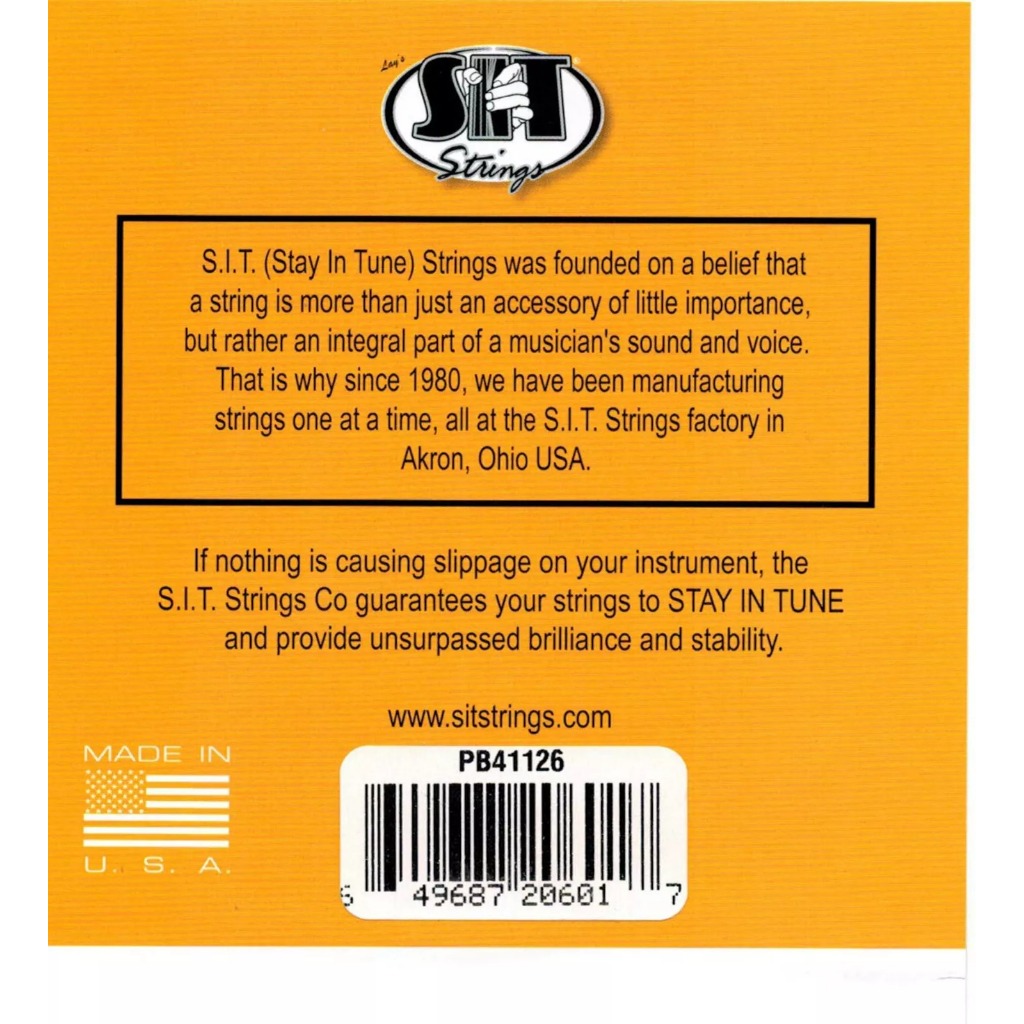 Lay's
SIT
Strings
S.I.T. (Stay In Tune) Strings was founded on a belief that
a string is more than just an accessory of little importance,
but rather an integral part of a musician's sound and voice.
That is why since 1980, we have been manufacturing
strings one at a time, all at the S.I.T. Strings factory in
Akron, Ohio USA.
If nothing is causing slippage on your instrument, the
S.I.T. Strings Co guarantees your strings to STAY IN TUNE
and provide unsurpassed brilliance and stability.
www.sitstrings.com
MADE IN
U. S. A.
PB41126
6 49687 20601 7